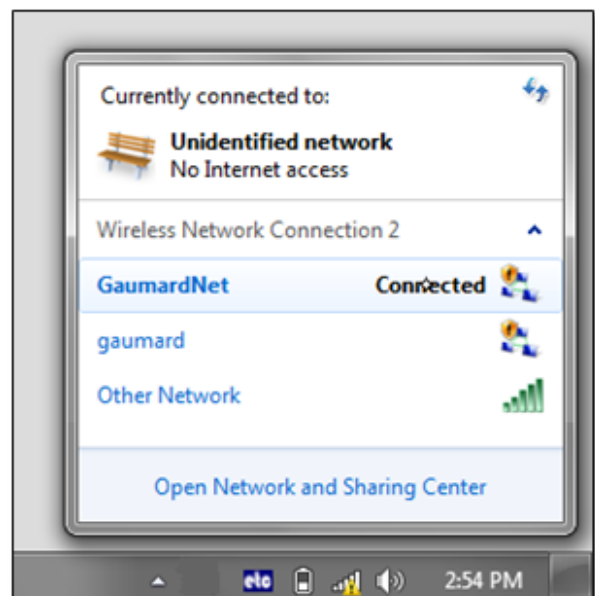 Currently connected to:
Unidentified network
No Internet access
Wireless Network Connection 2
GaumardNet Connected
gaumard
Other Network
Open Network and Sharing Center
elo 2:54 PM